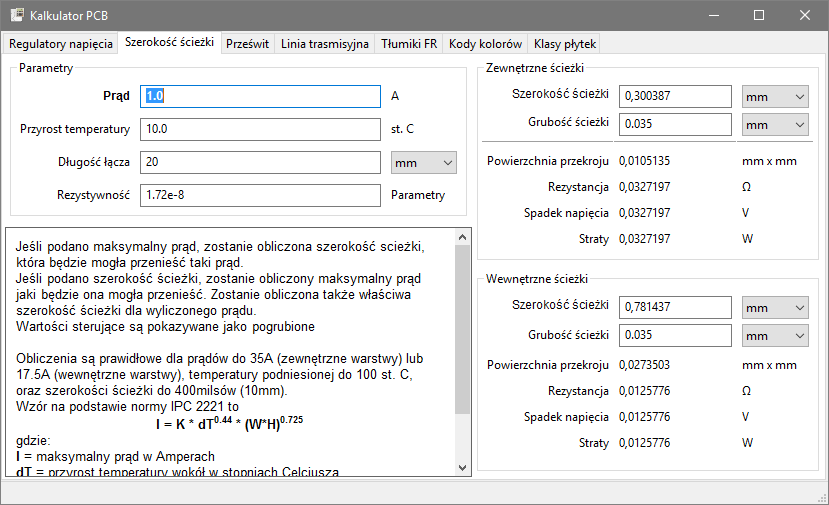 Kalkulator PCB
Regulatory napięcia Szerokość ścieżki Prześwit Linia trasmisyjna Tłumiki FR Kody kolorów Klasy płytek
Parametry
Prąd 1.0 A
Przyrost temperatury 10.0 st. C
Długość łącza 20 mm
Rezystywność 1.72e-8 Parametry
Jeśli podano maksymalny prąd, zostanie obliczona szerokość scieżki,
która będzie mogła przenieść taki prąd.
Jeśli podano szerokość ścieżki, zostanie obliczony maksymalny prąd
jaki będzie ona mogła przenieść. Zostanie obliczona także właściwa
szerokość ścieżki dla wyliczonego prądu.
Wartości sterujące są pokazywane jako pogrubione
Obliczenia są prawidłowe dla prądów do 35A (zewnętrzne warstwy) lub
17.5A (wewnętrzne warstwy), temperatury podniesionej do 100 st. C,
oraz szerokości ścieżki do 400milsów (10mm).
Wzór na podstawie normy IPC 2221 to
I = K * dT^0.44 * (W*H)^0.725
gdzie:
I = maksymalny prąd w Amperach
dT = przyrost temperatury wokół w stopniach Celciusza
Zewnętrzne ścieżki
Szerokość ścieżki 0,300387 mm
Grubość ścieżki 0.035 mm
Powierzchnia przekroju 0,0105135 mm x mm
Rezystancja 0,0327197 Ω
Spadek napięcia 0,0327197 V
Straty 0,0327197 W
Wewnętrzne ścieżki
Szerokość ścieżki 0,781437 mm
Grubość ścieżki 0.035 mm
Powierzchnia przekroju 0,0273503 mm x mm
Rezystancja 0,0125776 Ω
Spadek napięcia 0,0125776 V
Straty 0,0125776 W